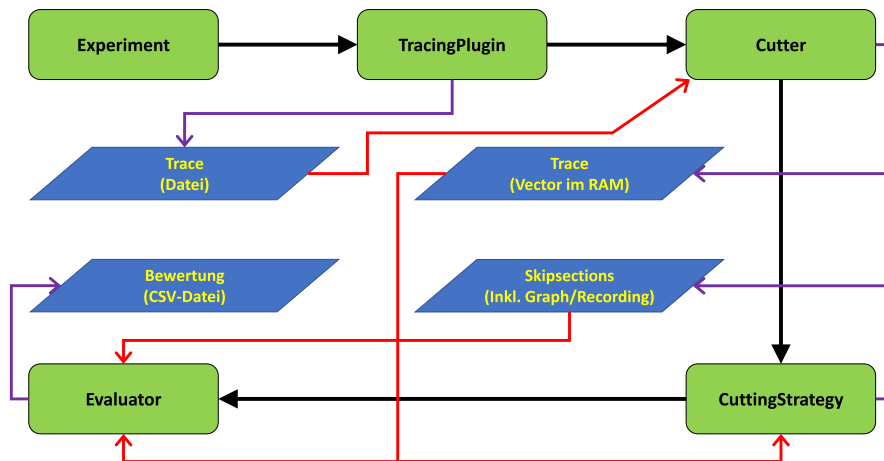 Experiment
TracingPlugin
Cutter
Trace
(Datei)
Trace
(Vector im RAM)
Bewertung
(CSV-Datei)
Skipsections
(Inkl. Graph/Recording)
Evaluator
CuttingStrategy